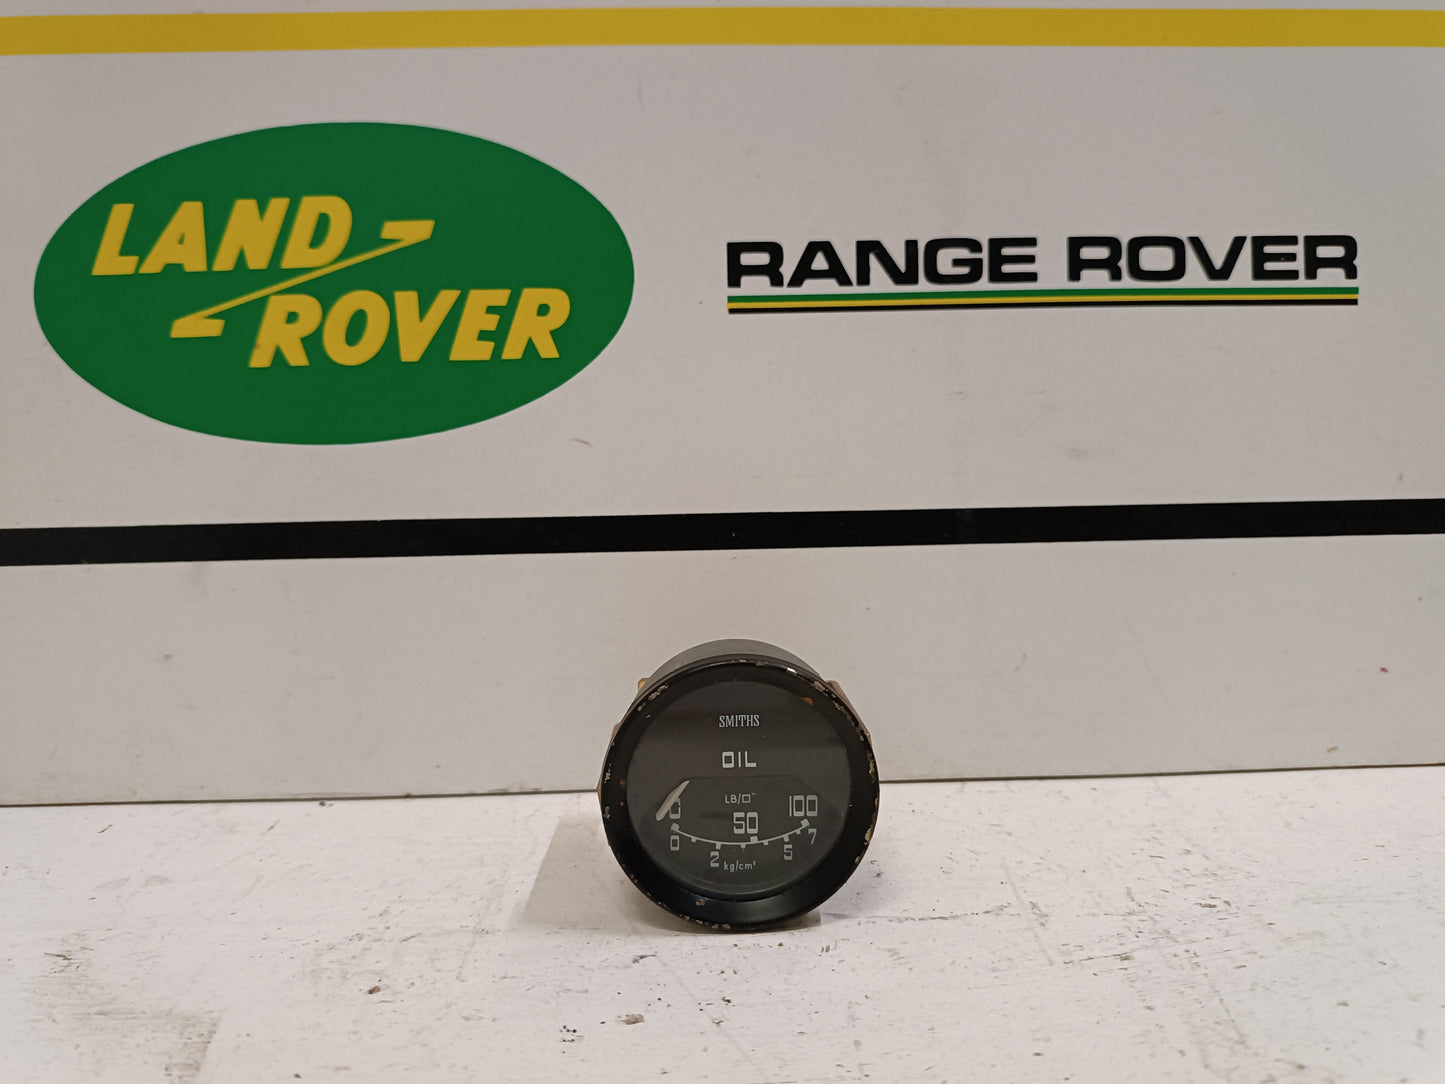 LAND
ROVER
RANGE ROVER
SMITHS
OIL
LB/□"
0 50 100
0 2 5 7
kg/cm²